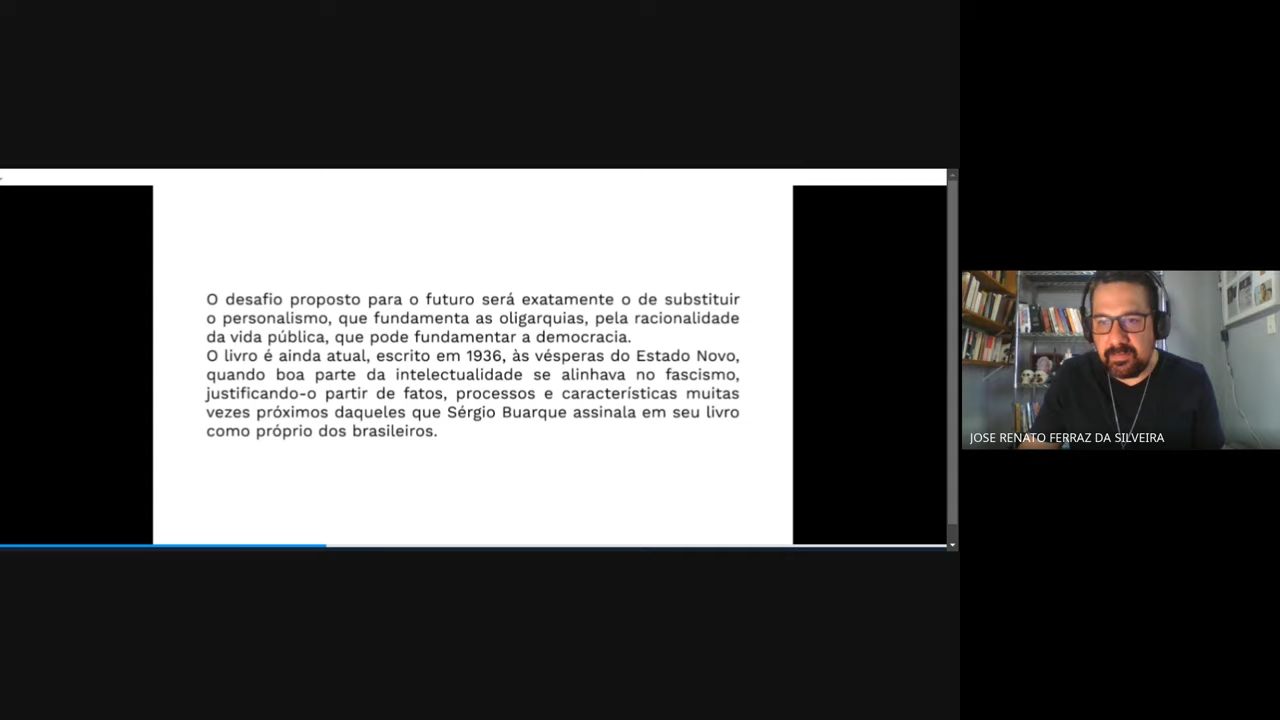 O desafio proposto para o futuro será exatamente o de substituir
o personalismo, que fundamenta as oligarquias, pela racionalidade
da vida pública, que pode fundamentar a democracia.
O livro é ainda atual, escrito em 1936, às vésperas do Estado Novo,
quando boa parte da intelectualidade se alinhava no fascismo,
justificando-o partir de fatos, processos e características muitas
vezes próximos daqueles que Sérgio Buarque assinala em seu livro
como próprio dos brasileiros.
JOSE RENATO FERRAZ DA SILVEIRA